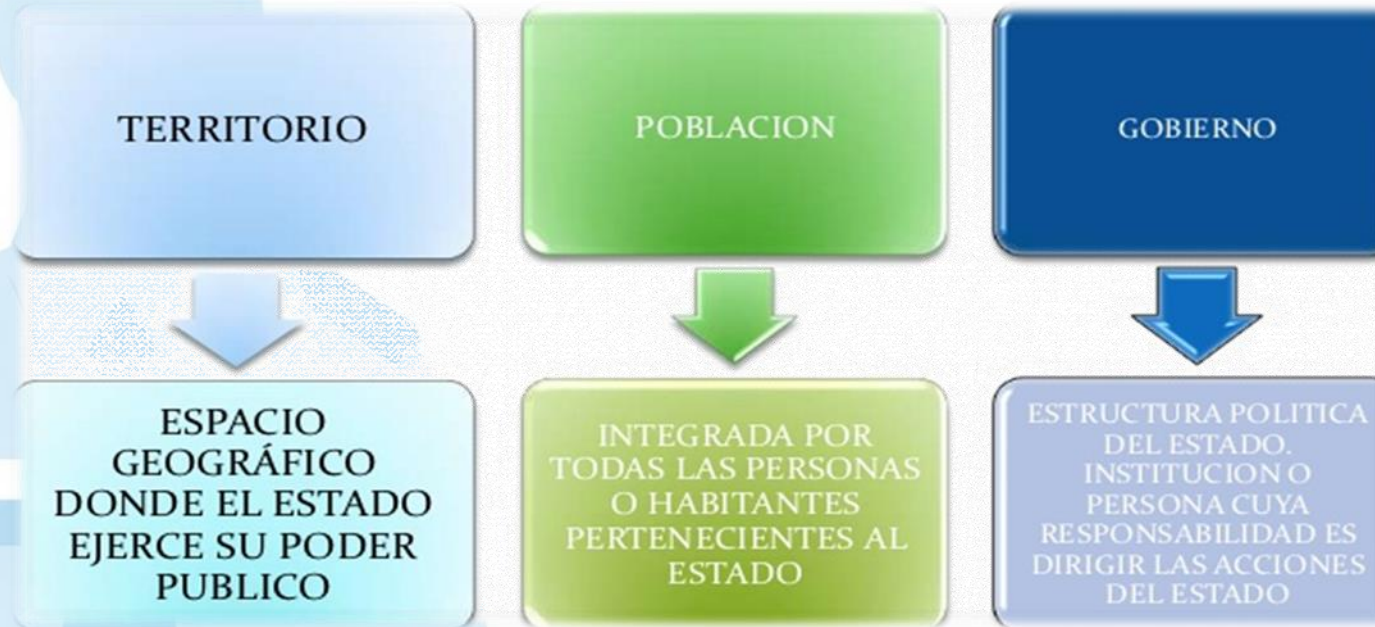 TERRITORIO
POBLACION
GOBIERNO
ESPACIO
GEOGRÁFICO
DONDE EL ESTADO
EJERCE SU PODER
PUBLICO
INTEGRADA POR
TODAS LAS PERSONAS
O HABITANTES
PERTENECIENTES AL
ESTADO
ESTRUCTURA POLITICA
DEL ESTADO.
INSTITUCION O
PERSONA CUYA
RESPONSABILIDAD ES
DIRIGIR LAS ACCIONES
DEL ESTADO